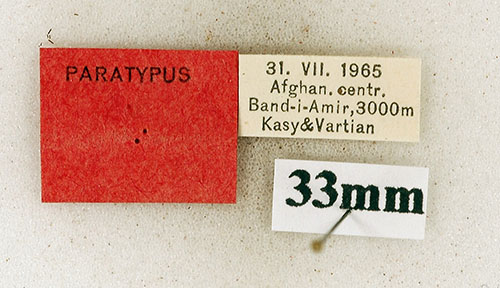 PARATYPUS
31. VII. 1965
Afghan. centr.
Band-i-Amir,3000m
Kasy&Vartian
33mm